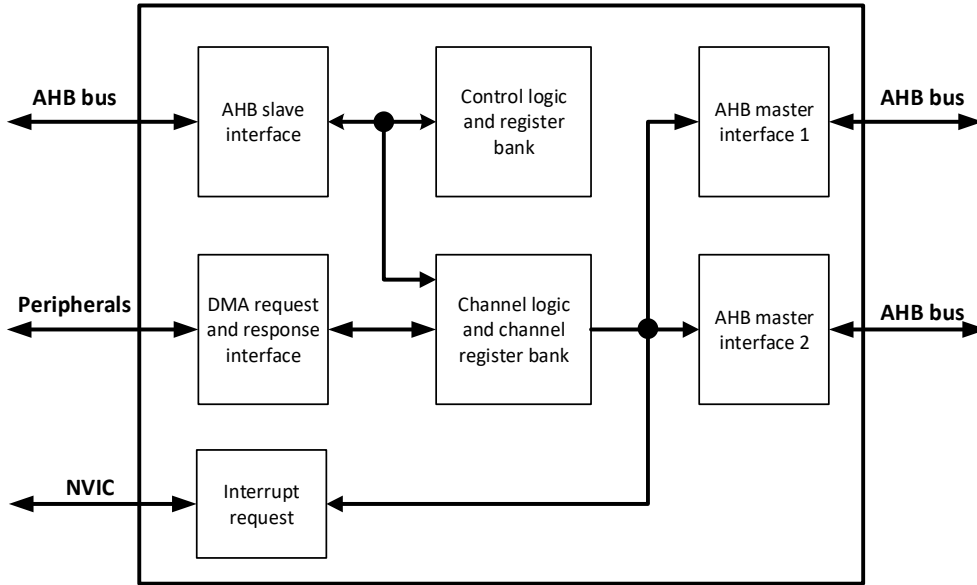 AHB bus
AHB slave
interface
Control logic
and register
bank
AHB master
interface 1
AHB bus
Peripherals
DMA request
and response
interface
Channel logic
and channel
register bank
AHB master
interface 2
AHB bus
NVIC
Interrupt
request